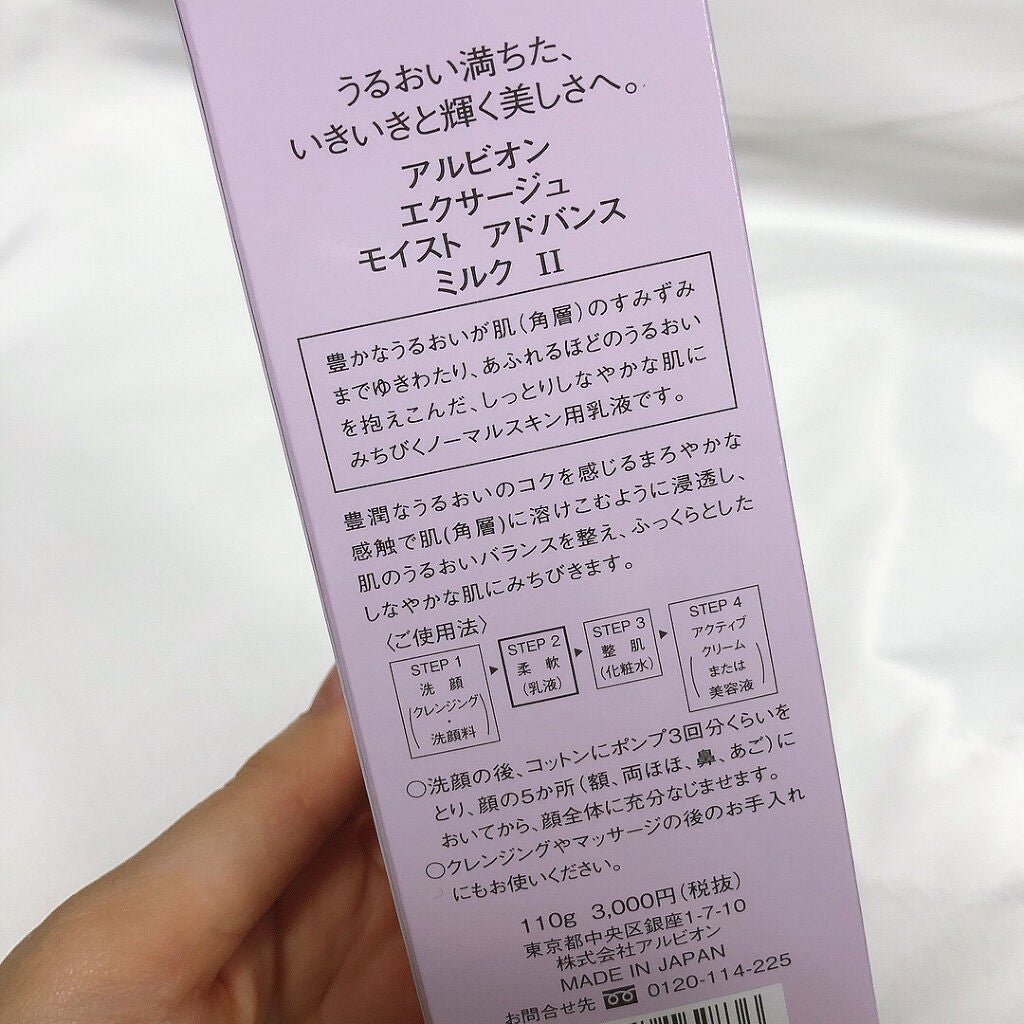 うるおい満ちた、
いきいきと輝く美しさへ。
アルビオン
エクサージュ
モイスト アドバンス
ミルク II
豊かなうるおいが肌(角層)のすみずみ
までゆきわたり、あふれるほどのうるおい
を抱えこんだ、しっとりしなやかな肌に
みちびくノーマルスキン用乳液です。
豊潤なうるおいのコクを感じるまろやかな
感触で肌(角層)に溶けこむように浸透し、
肌のうるおいバランスを整え、ふっくらとした
しなやかな肌にみちびきます。
〈ご使用法〉
STEP 1
洗 顔
(クレンジング
・
洗顔料)
STEP 2
柔 軟
(乳液)
STEP 3
整 肌
(化粧水)
STEP 4
アクティブ
クリーム
(または
美容液)
○洗顔の後、コットンにポンプ3回分くらいを
とり、顔の5か所(額、両ほほ、鼻、あご)に
おいてから、顔全体に充分なじませます。
○クレンジングやマッサージの後のお手入れ
にもお使いください。
110g 3,000円(税抜)
東京都中央区銀座1-7-10
株式会社アルビオン
MADE IN JAPAN
お問合せ先 0120-114-225